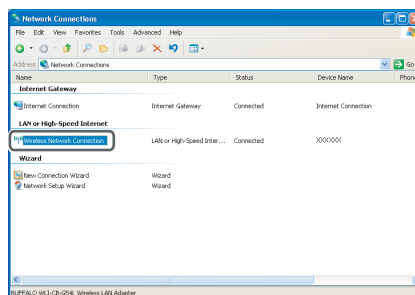 Network Connections
File Edit View Favorites Tools Advanced Help
Address Network Connections Go
Name Type Status Device Name Phone
Internet Gateway
Internet Connection Internet Gateway Connected Internet Connection
LAN or High-Speed Internet
Wireless Network Connection LAN or High-Speed Inter... Connected XXXXXX
Wizard
New Connection Wizard Wizard
Network Setup Wizard Wizard
BUFFALO WLI-CB-G54L Wireless LAN Adapter